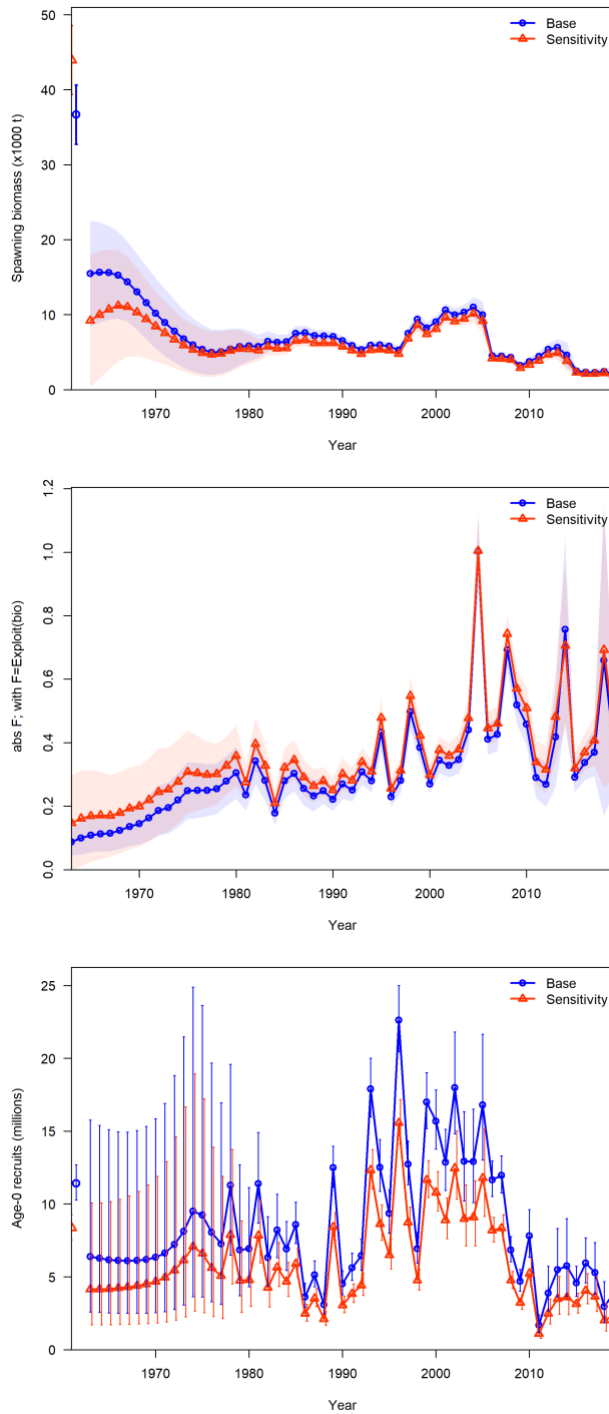 Spawning biomass (x1000 t)
50
40
30
20
10
0
Base
Sensitivity
1970
1980
1990
2000
2010
Year
abs F; with F=Exploit(bio)
1.2
1.0
0.8
0.6
0.4
0.2
0.0
Base
Sensitivity
1970
1980
1990
2000
2010
Year
Age-0 recruits (millions)
25
20
15
10
5
0
Base
Sensitivity
1970
1980
1990
2000
2010
Year